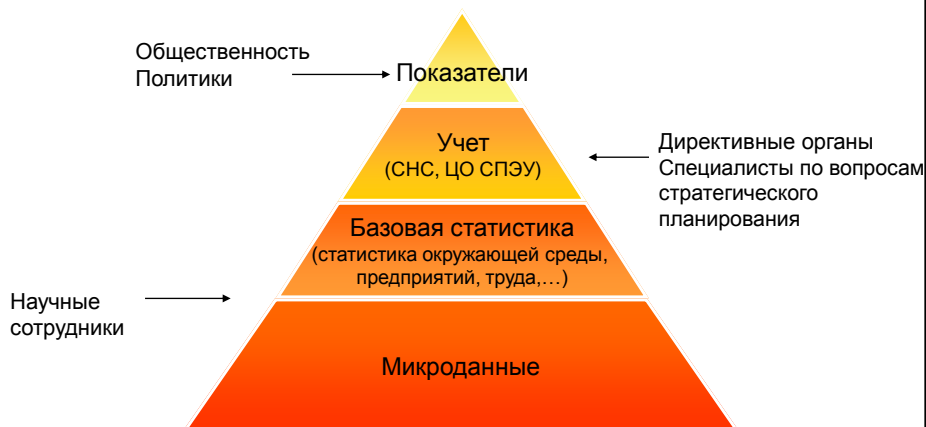 Общественность
Политики
Показатели
Учет
(СНС, ЦО СПЭУ)
Директивные органы
Специалисты по вопросам
стратегического
планирования
Базовая статистика
(статистика окружающей среды,
предприятий, труда,...)
Научные
сотрудники
Микроданные